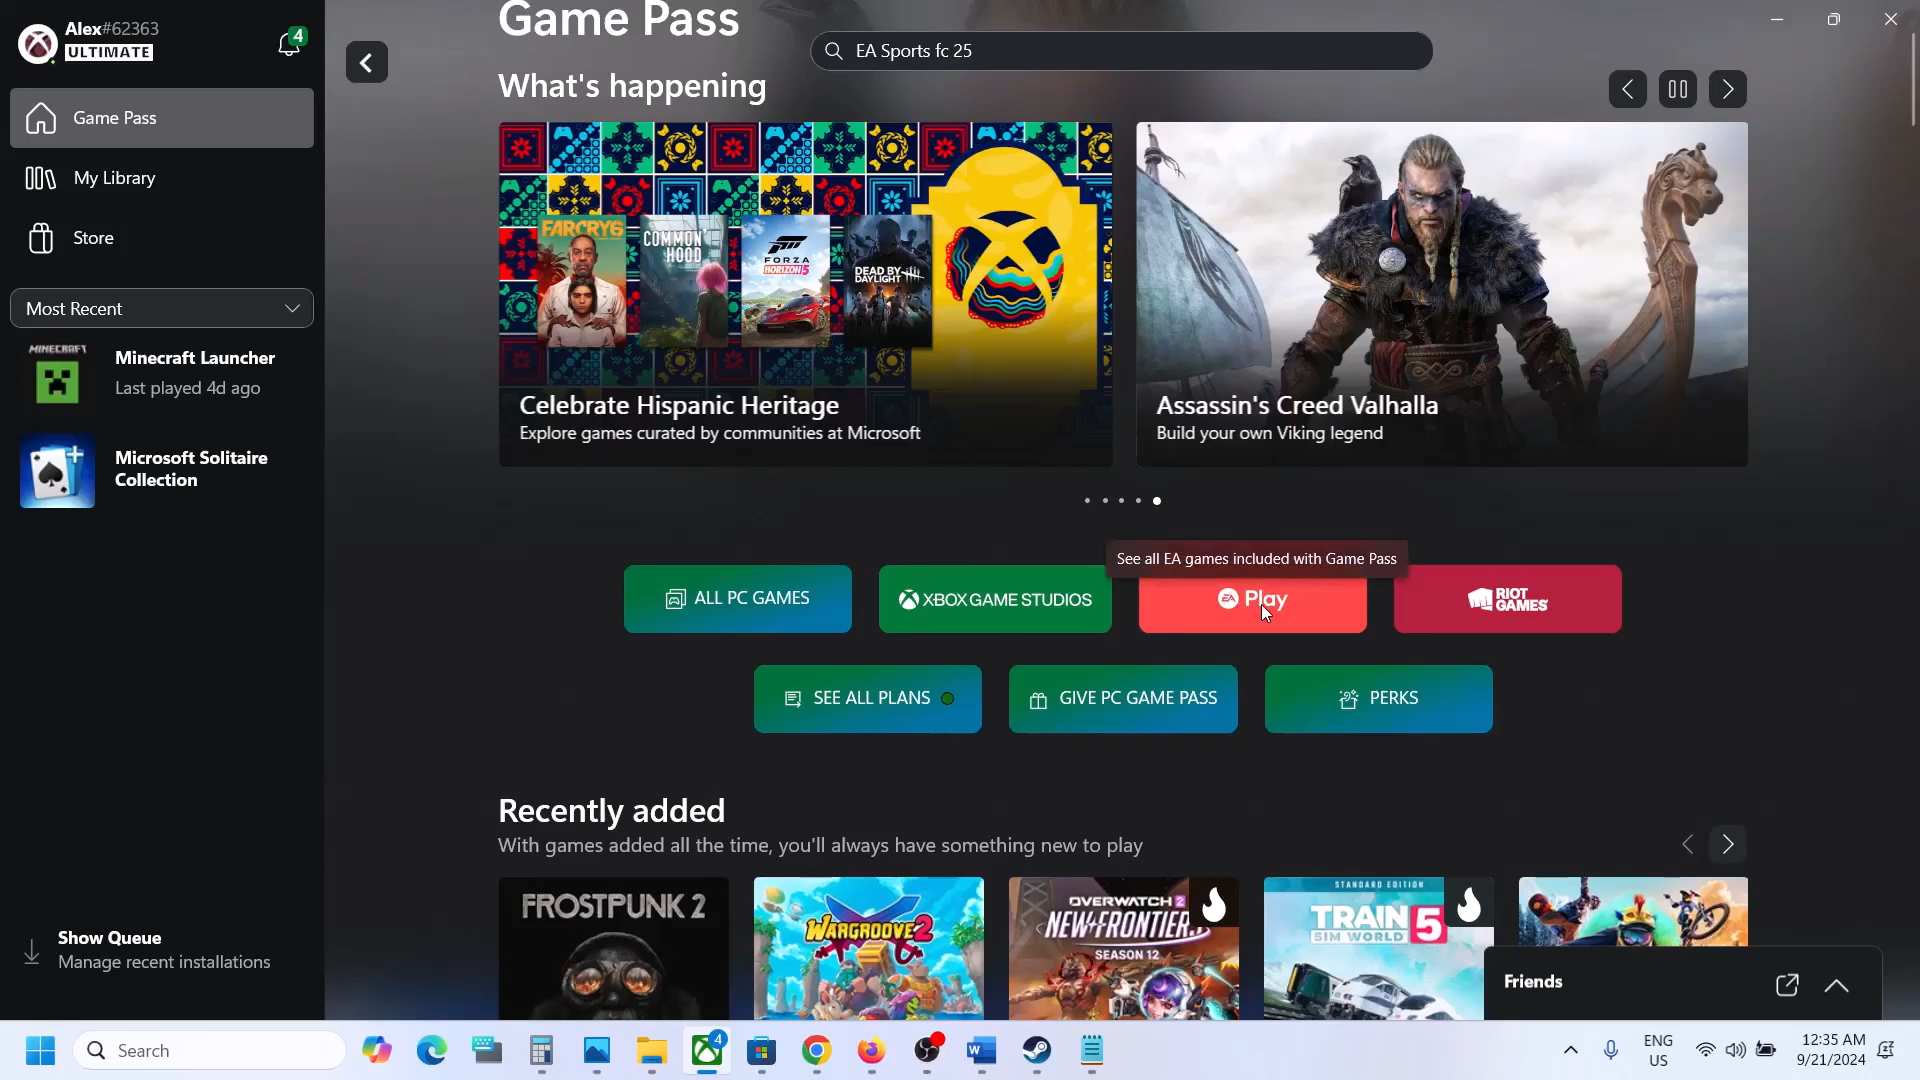 Alex#62363
ULTIMATE
4
Game Pass
My Library
Store
Most Recent
MINECRAFT
Minecraft Launcher
Last played 4d ago
Microsoft Solitaire
Collection
Show Queue
Manage recent installations
Game Pass
EA Sports fc 25
What's happening
FARCRY6
COMMON'
HOOD
FORZA
HORIZON 5
DEAD BY
DAYLIGHT
Celebrate Hispanic Heritage
Explore games curated by communities at Microsoft
Assassin's Creed Valhalla
Build your own Viking legend
See all EA games included with Game Pass
ALL PC GAMES
XBOX GAME STUDIOS
EA Play
RIOT
GAMES
SEE ALL PLANS
GIVE PC GAME PASS
PERKS
Recently added
With games added all the time, you'll always have something new to play
FROSTPUNK 2
WARGROOVE 2
OVERWATCH 2
NEW FRONTIER
SEASON 12
STANDARD EDITION
TRAIN
SIM WORLD 5
Friends
Search
4
ENG
US
12:35 AM
9/21/2024